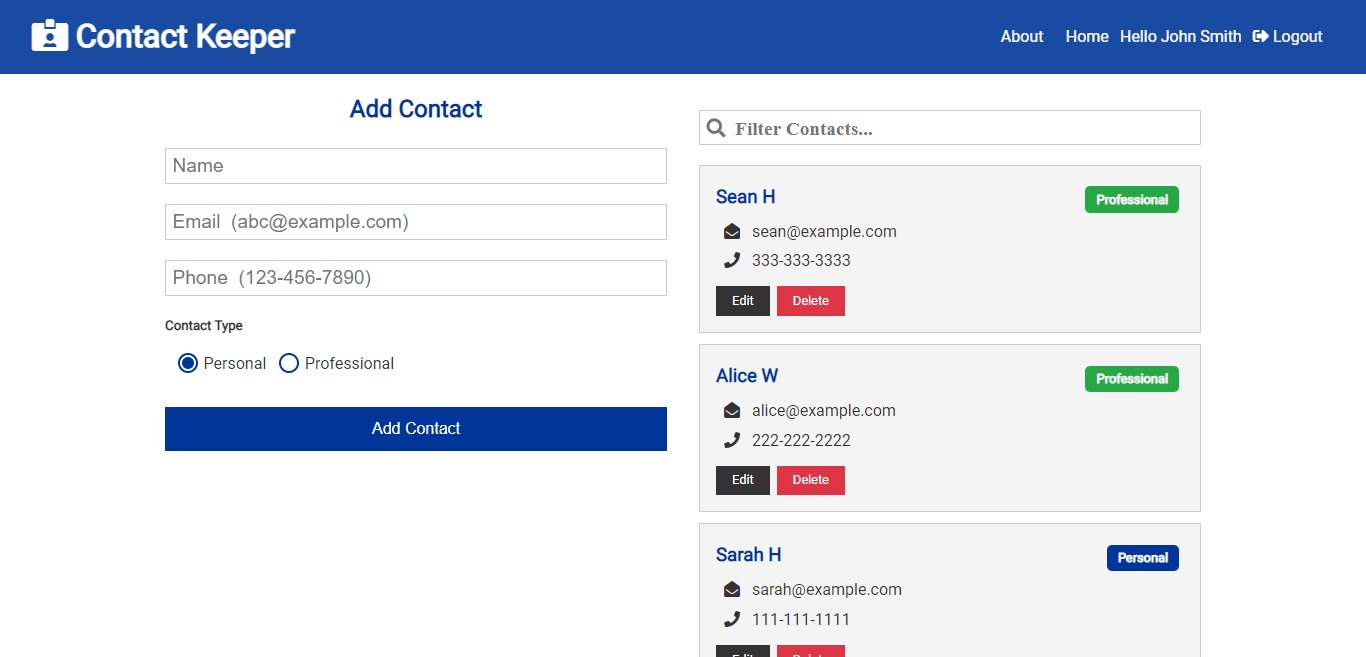 Contact Keeper
About Home Hello John Smith Logout
Add Contact
Name
Email (abc@example.com)
Phone (123-456-7890)
Contact Type
Personal Professional
Add Contact
Filter Contacts...
Sean H Professional
sean@example.com
333-333-3333
Edit Delete
Alice W Professional
alice@example.com
222-222-2222
Edit Delete
Sarah H Personal
sarah@example.com
111-111-1111
Edit Delete